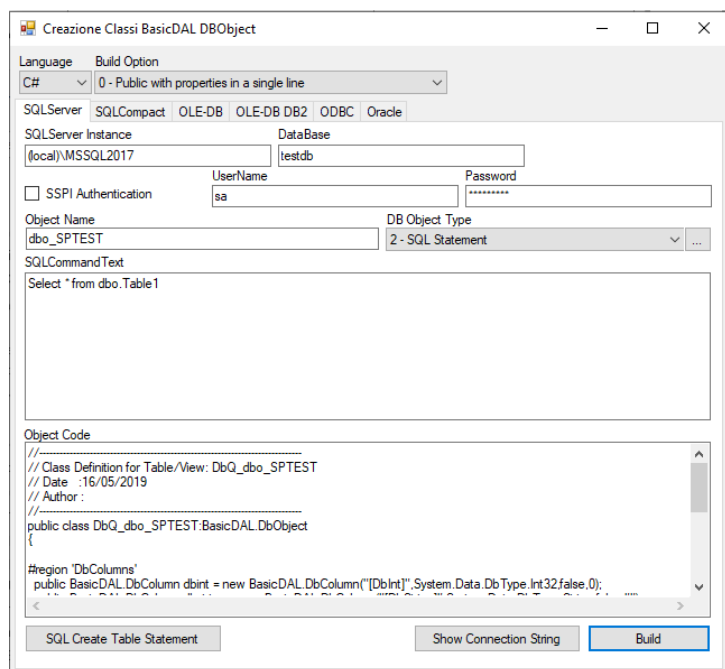 Creazione Classi BasicDAL DBObject
Language Build Option
C# 0 - Public with properties in a single line
SQLServer SQLCompact OLE-DB OLE-DB DB2 ODBC Oracle
SQLServer Instance DataBase
(local)\MSSQL2017 testdb
UserName Password
SSPI Authentication sa *********
Object Name DB Object Type
dbo_SPTEST 2 - SQL Statement ...
SQLCommandText
Select * from dbo.Table1
Object Code
//--------------------------------------------------------------------------------
// Class Definition for Table/View: DbQ_dbo_SPTEST
// Date :16/05/2019
// Author :
//--------------------------------------------------------------------------------
public class DbQ_dbo_SPTEST:BasicDAL.DbObject
{
#region 'DbColumns'
public BasicDAL.DbColumn dbint = new BasicDAL.DbColumn("[DbInt]",System.Data.DbType.Int32,false,0);
SQL Create Table Statement Show Connection String Build